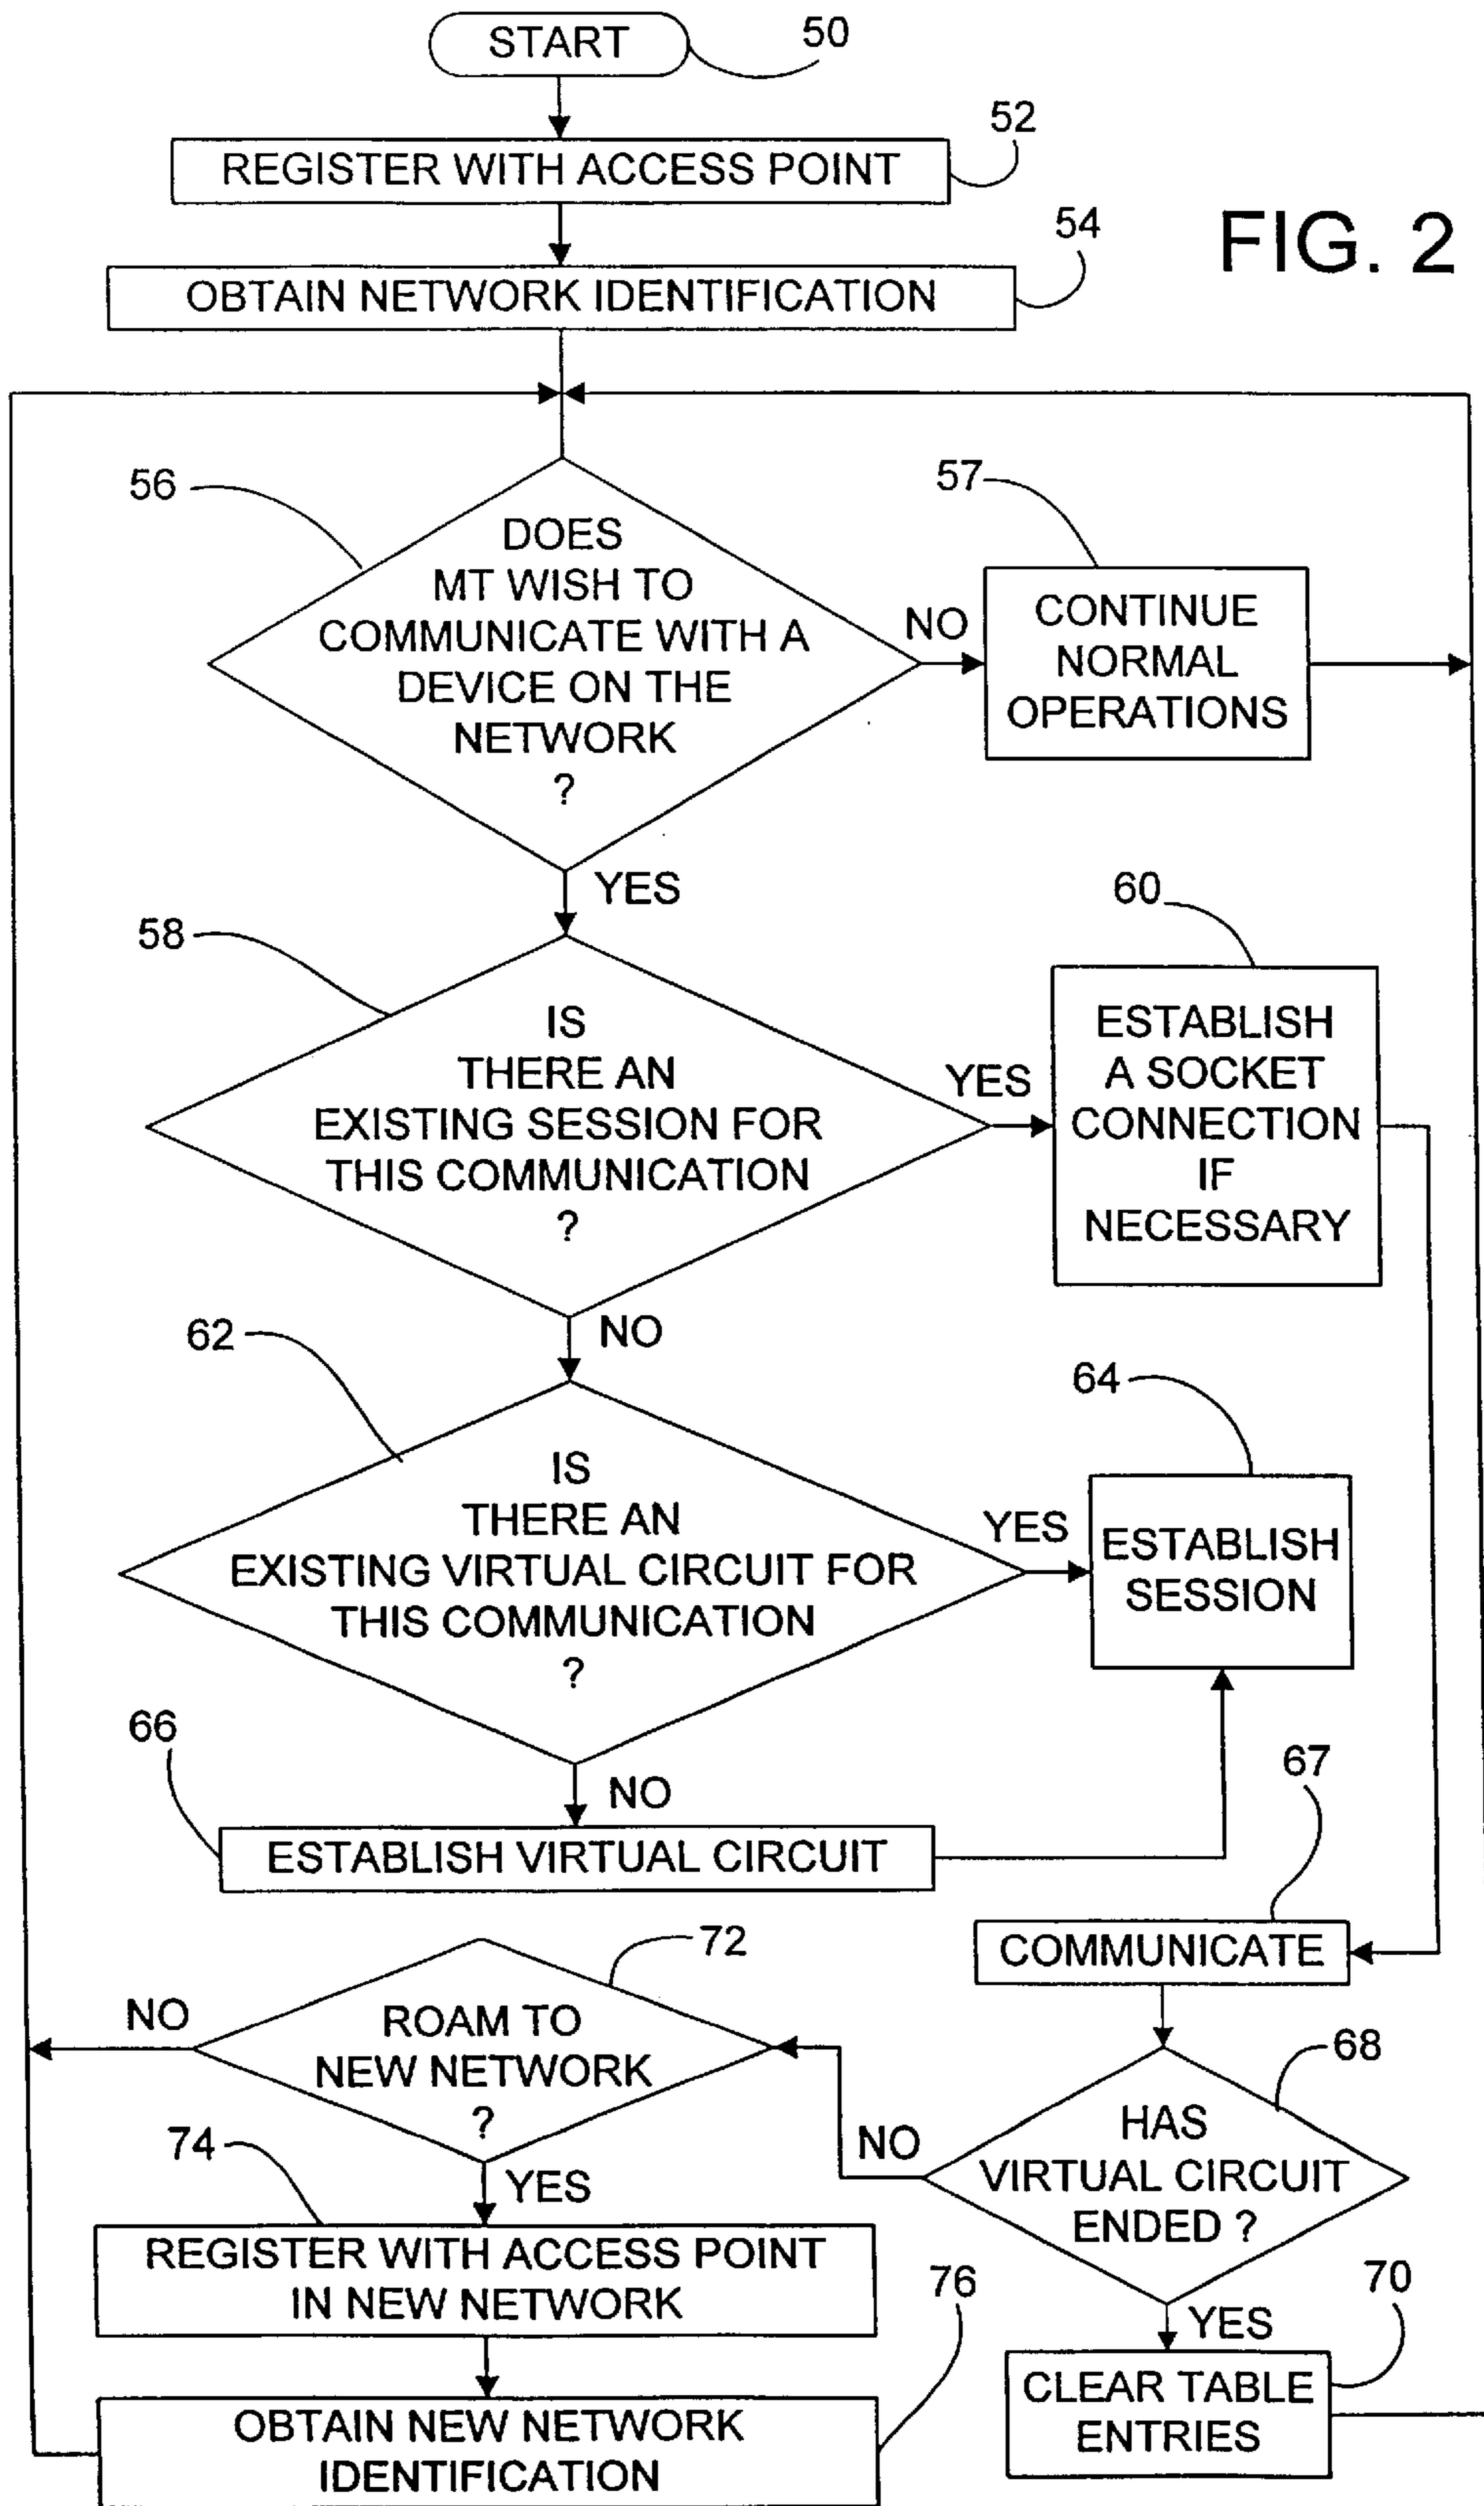 START
50
REGISTER WITH ACCESS POINT
52
FIG. 2
OBTAIN NETWORK IDENTIFICATION
54
56
DOES
MT WISH TO
COMMUNICATE WITH A
DEVICE ON THE
NETWORK
?
NO
57
CONTINUE
NORMAL
OPERATIONS
YES
58
IS
THERE AN
EXISTING SESSION FOR
THIS COMMUNICATION
?
YES
60
ESTABLISH
A SOCKET
CONNECTION
IF
NECESSARY
NO
62
IS
THERE AN
EXISTING VIRTUAL CIRCUIT FOR
THIS COMMUNICATION
?
YES
64
ESTABLISH
SESSION
NO
66
ESTABLISH VIRTUAL CIRCUIT
67
COMMUNICATE
68
HAS
VIRTUAL CIRCUIT
ENDED ?
NO
72
ROAM TO
NEW NETWORK
?
NO
YES
74
REGISTER WITH ACCESS POINT
IN NEW NETWORK
76
OBTAIN NEW NETWORK
IDENTIFICATION
YES
70
CLEAR TABLE
ENTRIES